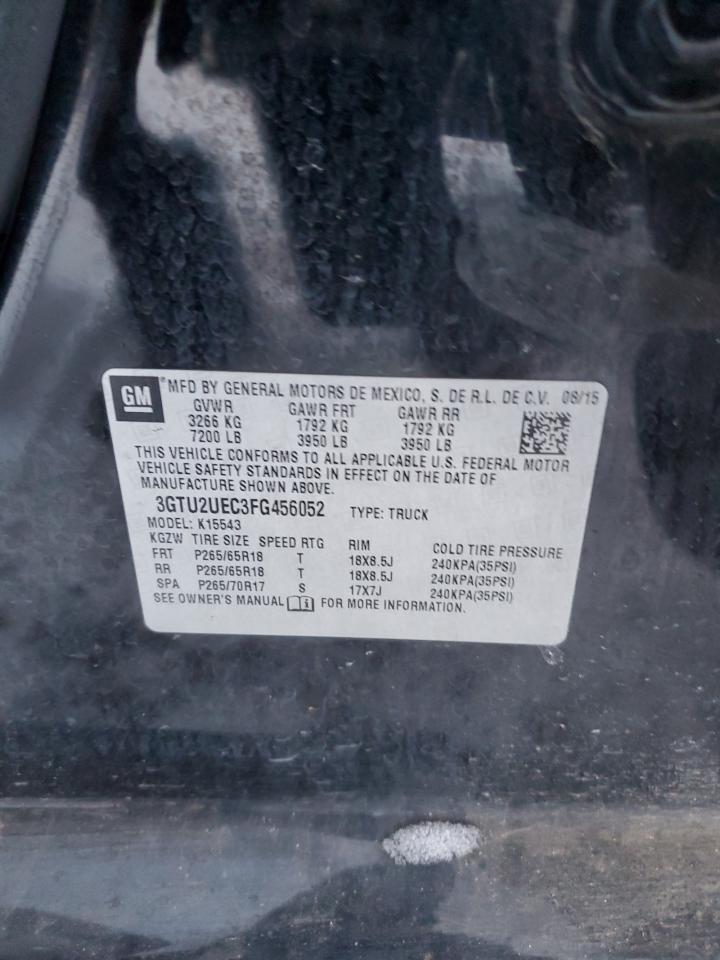 GM ®MFD BY GENERAL MOTORS DE MEXICO, S. DE R.L. DE C.V. 08/15
GVWR GAWR FRT GAWR RR
3266 KG 1792 KG 1792 KG
7200 LB 3950 LB 3950 LB
THIS VEHICLE CONFORMS TO ALL APPLICABLE U.S. FEDERAL MOTOR
VEHICLE SAFETY STANDARDS IN EFFECT ON THE DATE OF
MANUFACTURE SHOWN ABOVE.
3GTU2UEC3FG456052 TYPE: TRUCK
MODEL: K15543
KGZW TIRE SIZE SPEED RTG RIM COLD TIRE PRESSURE
FRT P265/65R18 T 18X8.5J 240KPA(35PSI)
RR P265/65R18 T 18X8.5J 240KPA(35PSI)
SPA P265/70R17 S 17X7J 240KPA(35PSI)
SEE OWNER'S MANUAL FOR MORE INFORMATION.